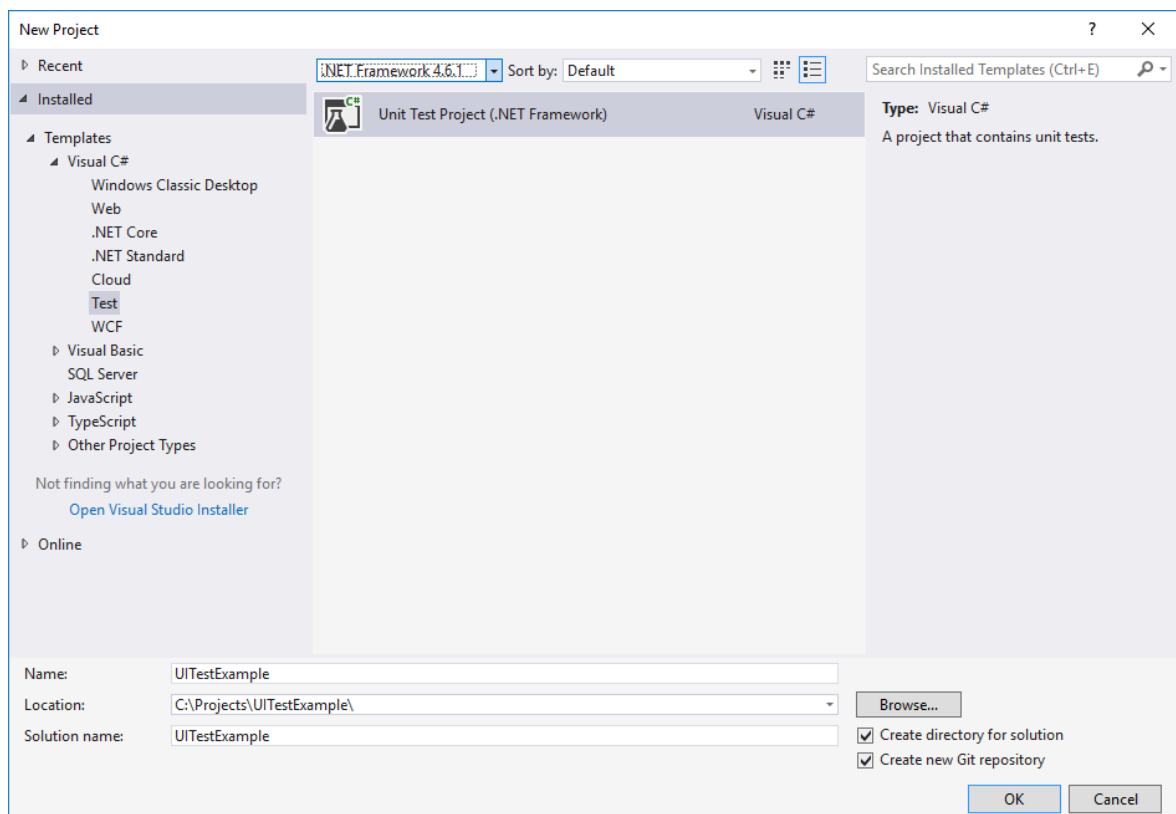 New Project
?
Recent
.NET Framework 4.6.1 Sort by: Default
Search Installed Templates (Ctrl+E)
Installed
Templates
Visual C#
Windows Classic Desktop
Web
.NET Core
.NET Standard
Cloud
Test
WCF
Visual Basic
SQL Server
JavaScript
TypeScript
Other Project Types
Not finding what you are looking for?
Open Visual Studio Installer
Online
C#
Unit Test Project (.NET Framework) Visual C#
Type: Visual C#
A project that contains unit tests.
Name: UITestExample
Location: C:\Projects\UITestExample\
Browse...
Solution name: UITestExample
Create directory for solution
Create new Git repository
OK Cancel